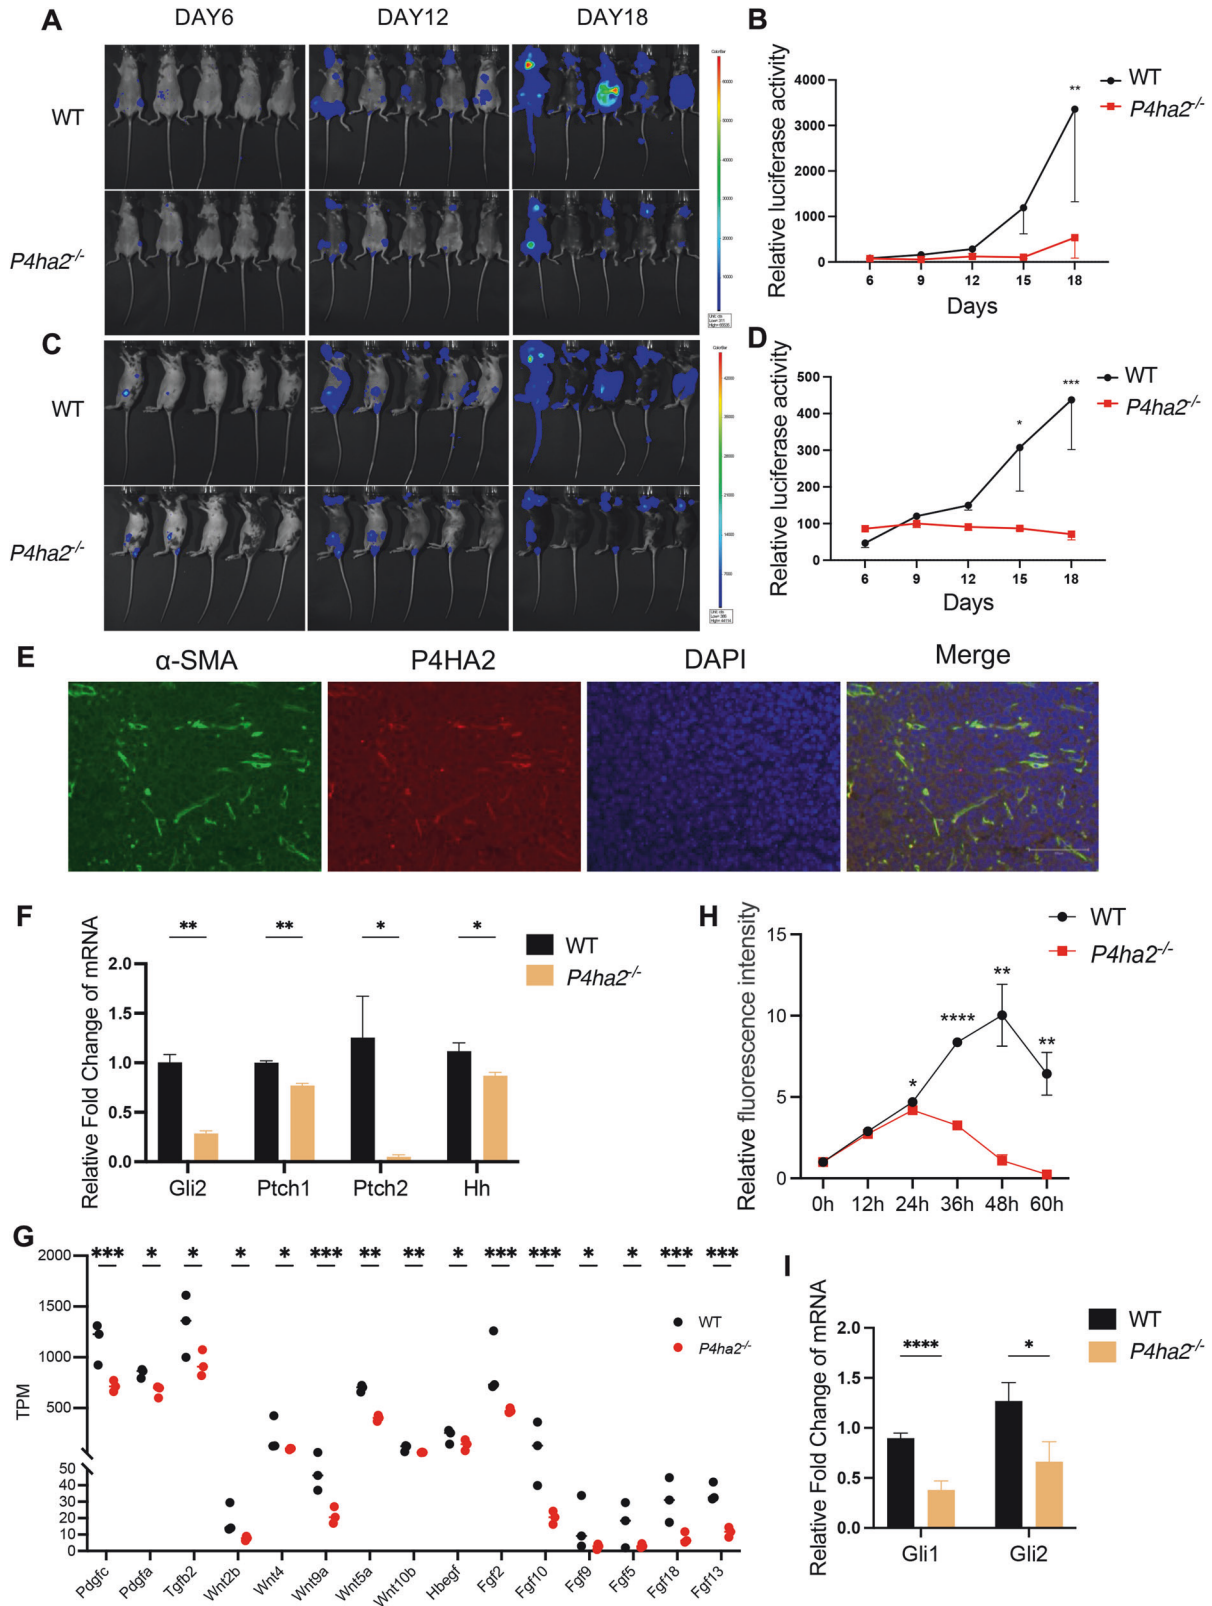 A
DAY6
DAY12
DAY18
WT
P4ha2-/-
60000
50000
40000
30000
20000
10000
B
Relative luciferase activity
4000
3000
2000
1000
0
6
9
12
15
18
Days
**
WT
P4ha2-/-
C
WT
P4ha2-/-
D
Relative luciferase activity
500
400
300
200
100
0
6
9
12
15
18
Days
*
***
WT
P4ha2-/-
E
α-SMA
P4HA2
DAPI
Merge
F
Relative Fold Change of mRNA
2.0
1.5
1.0
0.5
0.0
**
**
*
*
Gli2
Ptch1
Ptch2
Hh
WT
P4ha2-/-
H
Relative fluorescence intensity
15
10
5
0
0h
12h
24h
36h
48h
60h
*
****
**
**
WT
P4ha2-/-
G
TPM
2000
1500
1000
500
50
40
30
20
10
0
***
*
*
*
*
***
**
**
*
***
***
*
*
***
***
WT
P4ha2-/-
Pdgfc
Pdgfa
Tgfb2
Wnt2b
Wnt4
Wnt9a
Wnt5a
Wnt10b
Hbegf
Fgf2
Fgf10
Fgf9
Fgf5
Fgf18
Fgf13
I
Relative Fold Change of mRNA
2.0
1.5
1.0
0.5
0.0
****
*
Gli1
Gli2
WT
P4ha2-/-